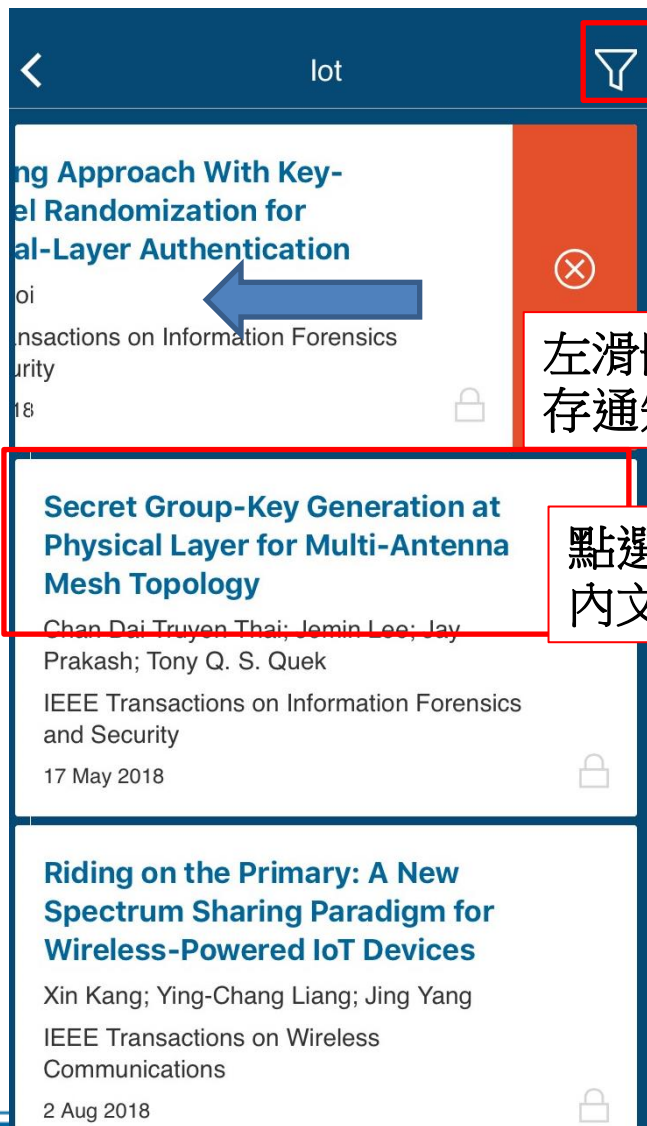 Iot
ng Approach With Key-
el Randomization for
al-Layer Authentication
oi
nsactions on Information Forensics
urity
18
左滑
存通
Secret Group-Key Generation at
Physical Layer for Multi-Antenna
Mesh Topology
點選
內文
Chan Dai Truyen Thai; Jemin Lee; Jay
Prakash; Tony Q. S. Quek
IEEE Transactions on Information Forensics
and Security
17 May 2018
Riding on the Primary: A New
Spectrum Sharing Paradigm for
Wireless-Powered IoT Devices
Xin Kang; Ying-Chang Liang; Jing Yang
IEEE Transactions on Wireless
Communications
2 Aug 2018